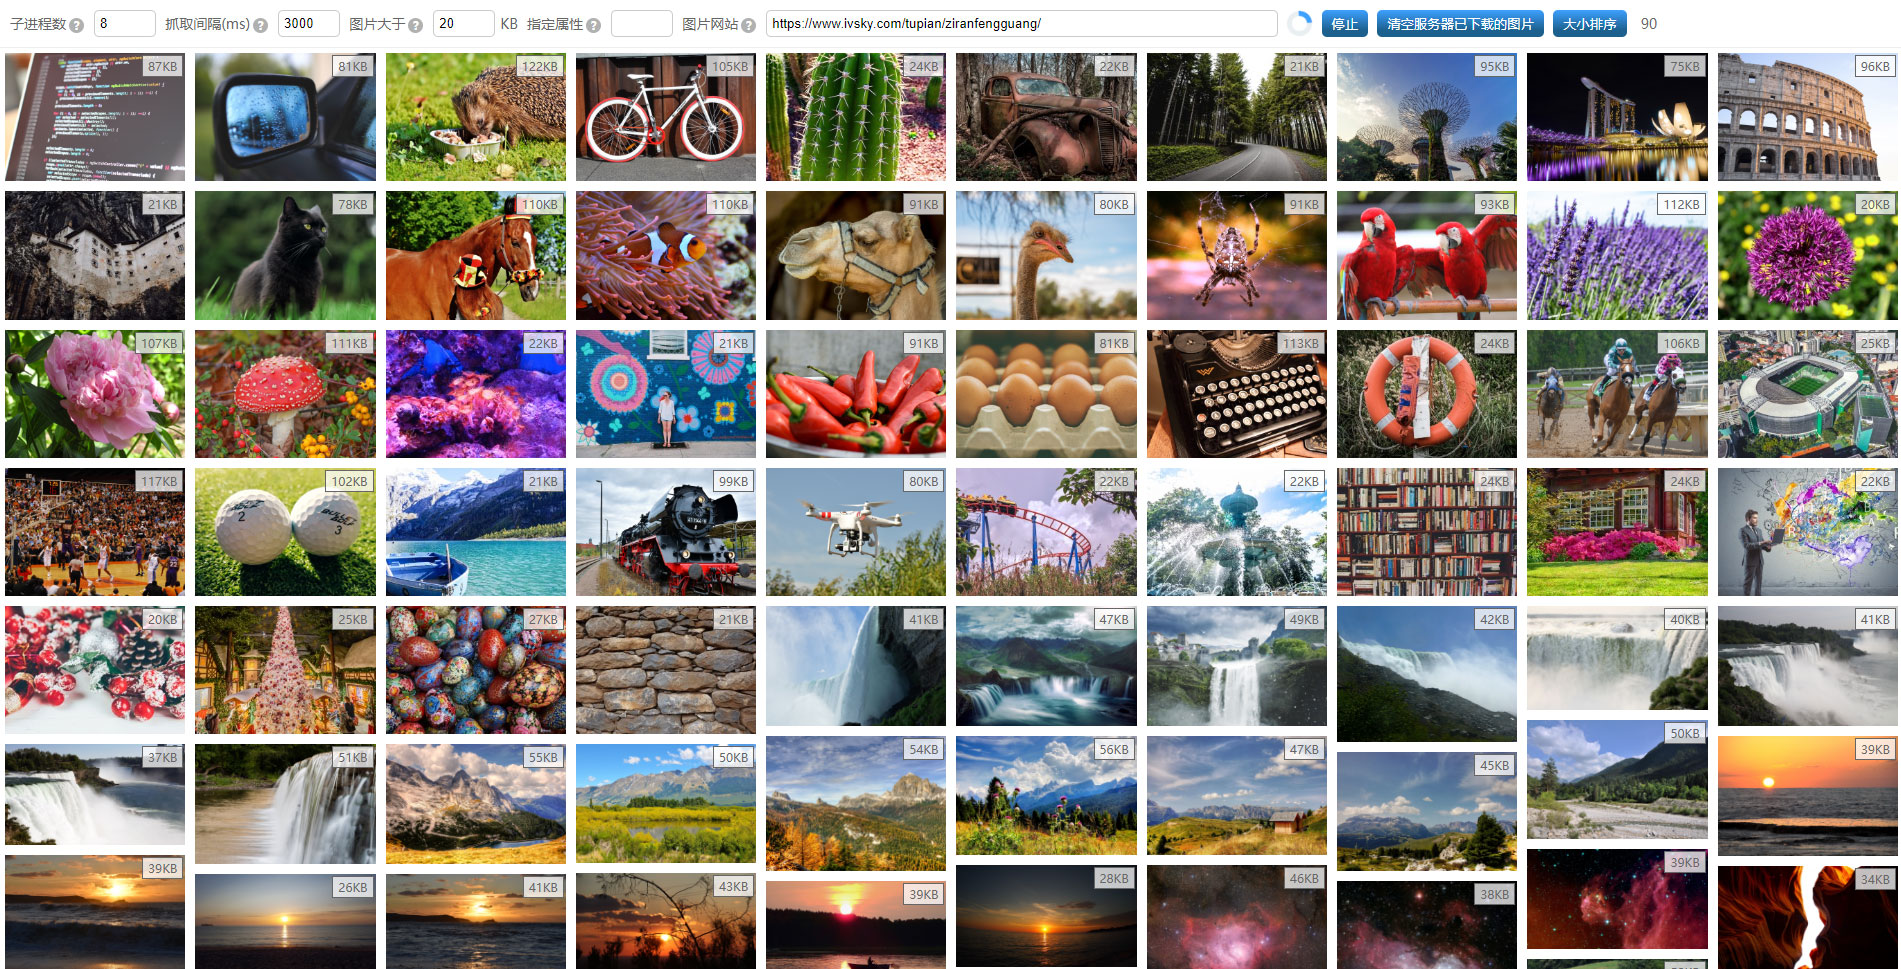 子进程数 ? 8 抓取间隔(ms) ? 3000 图片大于 ? 20 KB 指定属性 ? 图片网站 ? https://www.ivsky.com/tupian/ziranfengguang/ 停止 清空服务器已下载的图片 大小排序 90
87KB 81KB 122KB 105KB 24KB 22KB 21KB 95KB 75KB 96KB
21KB 78KB 110KB 110KB 91KB 80KB 91KB 93KB 112KB 20KB
107KB 111KB 22KB 21KB 91KB 81KB 113KB 24KB 106KB 25KB
117KB 102KB 21KB 99KB 80KB 22KB 22KB 24KB 24KB 22KB
2 3
20KB 25KB 27KB 21KB 41KB 47KB 49KB 42KB 40KB 41KB
37KB 51KB 55KB 50KB 54KB 56KB 47KB 45KB 50KB 39KB
39KB 26KB 41KB 43KB 39KB 28KB 46KB 38KB 39KB 34KB